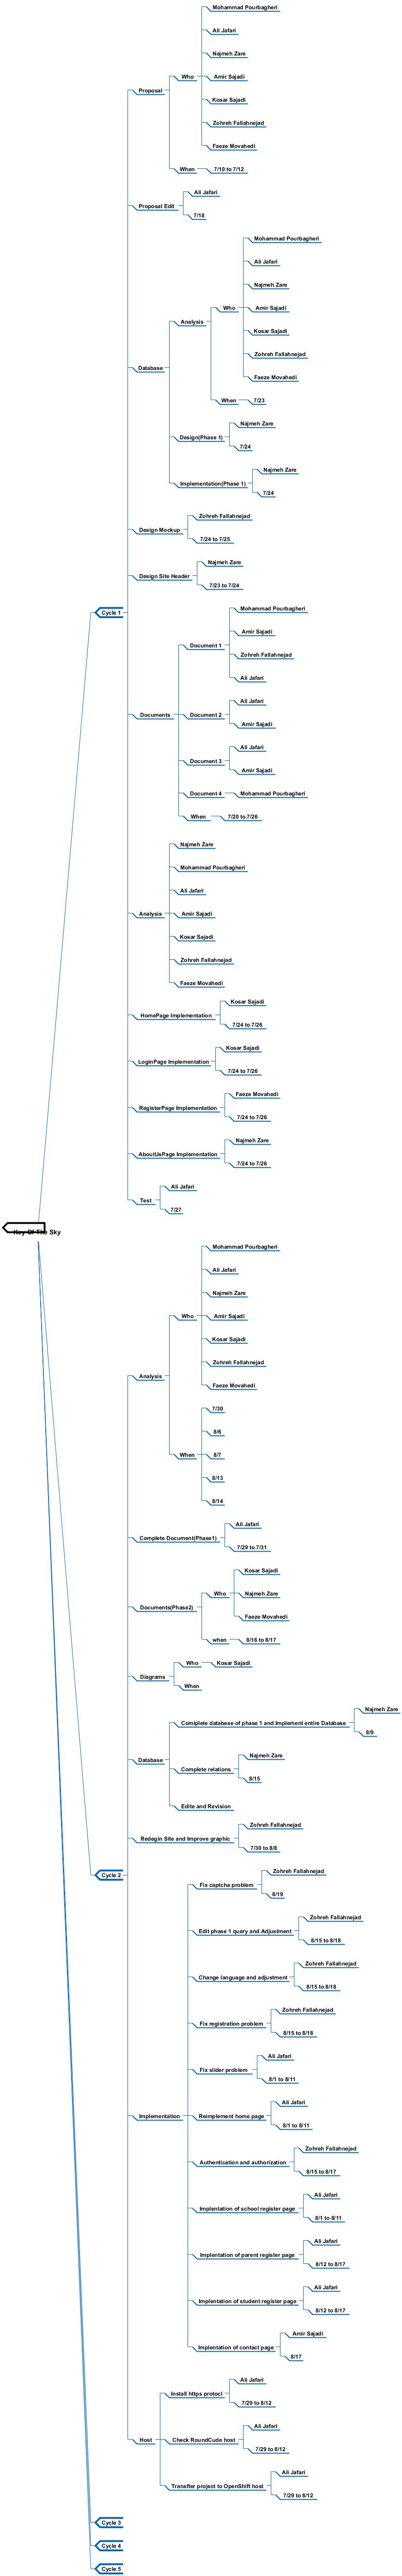 Mohammad Pourbagheri
Ali Jafari
Najmeh Zare
Who
Amir Sajadi
Proposal
Kosar Sajadi
Zohreh Fallahnejad
Faeze Movahedi
When
7/10 to 7/12
Ali Jafari
Proposal Edit
7/18
Mohammad Pourbagheri
Ali Jafari
Najmeh Zare
Who
Amir Sajadi
Analysis
Kosar Sajadi
Zohreh Fallahnejad
Database
Faeze Movahedi
When
7/23
Najmeh Zare
Design(Phase 1)
7/24
Najmeh Zare
Implementation(Phase 1)
7/24
Zohreh Fallahnejad
Design Mockup
7/24 to 7/25
Najmeh Zare
Design Site Header
7/23 to 7/24
Cycle 1
Mohammad Pourbagheri
Amir Sajadi
Document 1
Zohreh Fallahnejad
Ali Jafari
Ali Jafari
Documents
Document 2
Amir Sajadi
Ali Jafari
Document 3
Amir Sajadi
Document 4
Mohammad Pourbagheri
When
7/20 to 7/26
Najmeh Zare
Mohammad Pourbagheri
Ali Jafari
Analysis
Amir Sajadi
Kosar Sajadi
Zohreh Fallahnejad
Faeze Movahedi
Kosar Sajadi
HomePage Implementation
7/24 to 7/26
Kosar Sajadi
LoginPage Implementation
7/24 to 7/26
Faeze Movahedi
RegisterPage Implementation
7/24 to 7/26
Najmeh Zare
AboutUsPage Implementation
7/24 to 7/26
Ali Jafari
Test
7/27
Key Of The Sky
Mohammad Pourbagheri
Ali Jafari
Najmeh Zare
Who
Amir Sajadi
Kosar Sajadi
Zohreh Fallahnejad
Analysis
Faeze Movahedi
7/30
8/6
When
8/7
8/13
8/14
Ali Jafari
Complete Document(Phase1)
7/29 to 7/31
Kosar Sajadi
Who
Najmeh Zare
Documents(Phase2)
Faeze Movahedi
when
8/16 to 8/17
Who
Kosar Sajadi
Diagrams
When
Najmeh Zare
Comlplete databese of phase 1 and Implement entire Database
8/9
Najmeh Zare
Database
Complete relations
8/15
Edite and Revision
Zohreh Fallahnejad
Redegin Site and Improve graphic
7/30 to 8/8
Cycle 2
Zohreh Fallahnejad
Fix captcha problem
8/19
Zohreh Fallahnejad
Edit phase 1 query and Adjustment
8/15 to 8/18
Zohreh Fallahnejad
Change language and adjustment
8/15 to 8/18
Zohreh Fallahnejad
Fix registration problem
8/15 to 8/18
Ali Jafari
Fix slider problem
8/1 to 8/11
Ali Jafari
Implementation
Reimplement home page
8/1 to 8/11
Zohreh Fallahnejad
Authentication and authorization
8/15 to 8/17
Ali Jafari
Implentation of school register page
8/1 to 8/11
Ali Jafari
Implentation of parent register page
8/12 to 8/17
Ali Jafari
Implentation of student register page
8/12 to 8/17
Amir Sajadi
Implentation of contact page
8/17
Ali Jafari
Install https protocl
7/29 to 8/12
Ali Jafari
Host
Check RoundCude host
7/29 to 8/12
Ali Jafari
Transfter project to OpenShift host
7/29 to 8/12
Cycle 3
Cycle 4
Cycle 5